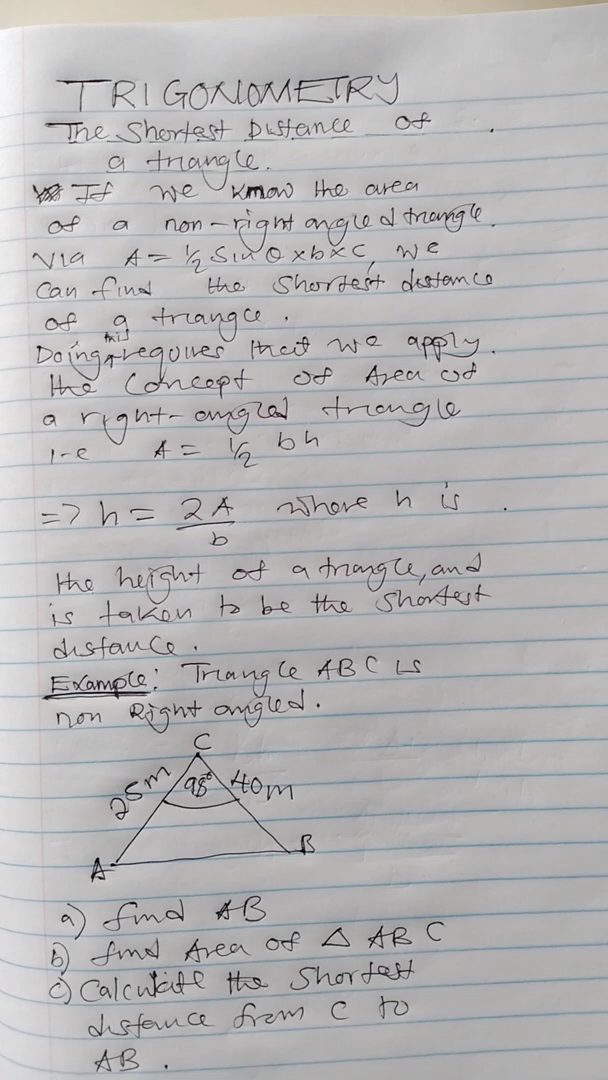 TRIGONOMETRY
The Shortest Distance of
a triangle.
If we know the area
of a non-right angled triangle.
via A = 1/2 Sin θ x b x c, we
can find the shortest distance
of a triangle.
Doing this requires that we apply.
the concept of Area of
a right-angled triangle
i-e A = 1/2 bh
=> h = 2A/b where h is .
the height of a triangle, and
is taken to be the shortest
distance.
Example: Triangle ABC is
non Right angled.
C
25m 98° 40m
A B
a) find AB
b) find Area of △ ABC
c) Calculate the shortest
distance from C to
AB.